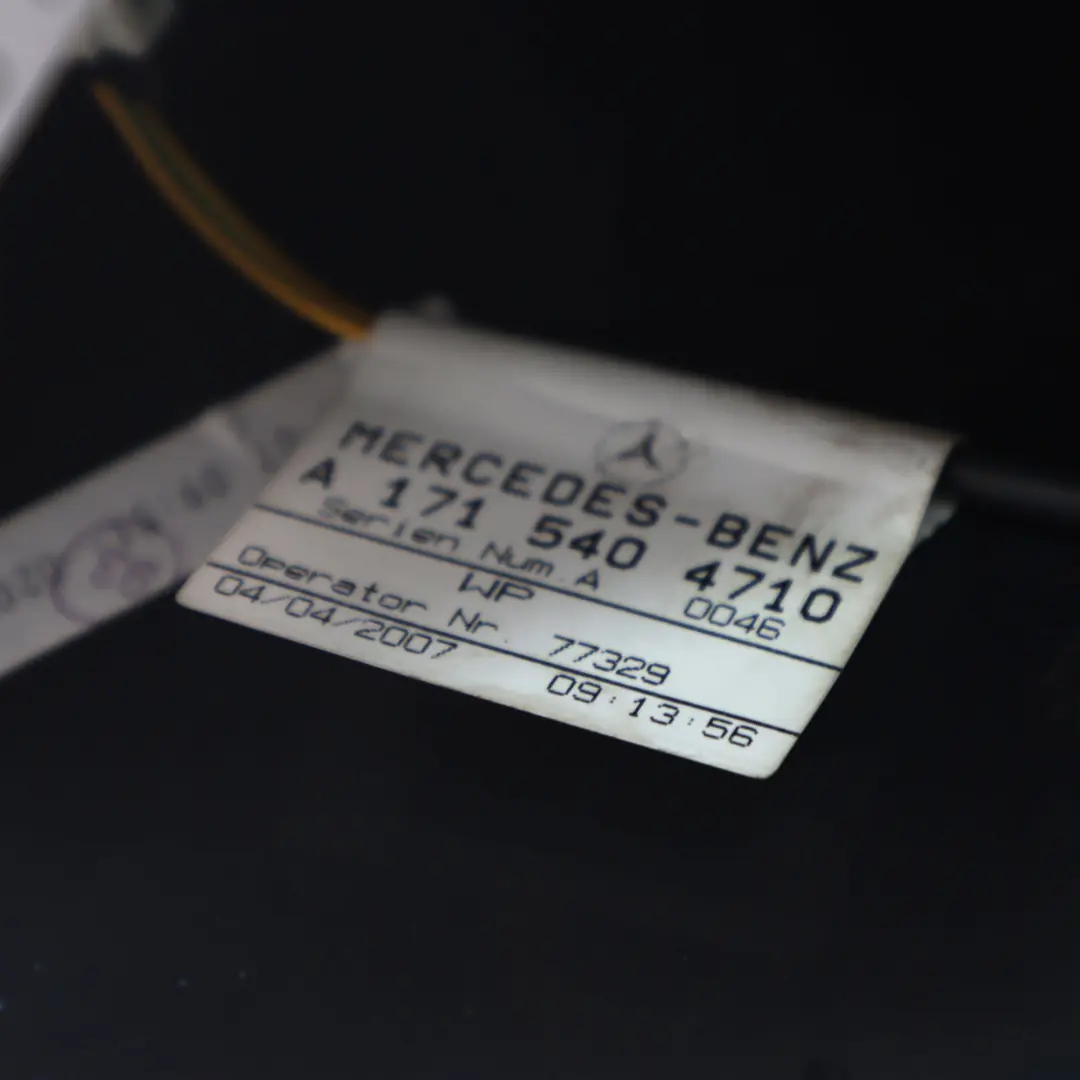 MERCEDES-BENZ
A 171 540 4710
Serien Num.A 0046
WP
Operator Nr. 77329
04/04/2007 09:13:56